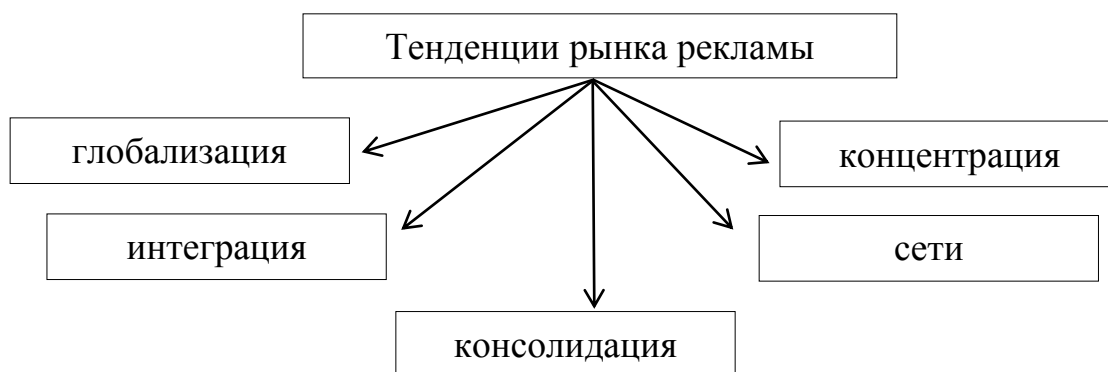 Тенденции рынка рекламы
глобализация
концентрация
интеграция
сети
консолидация